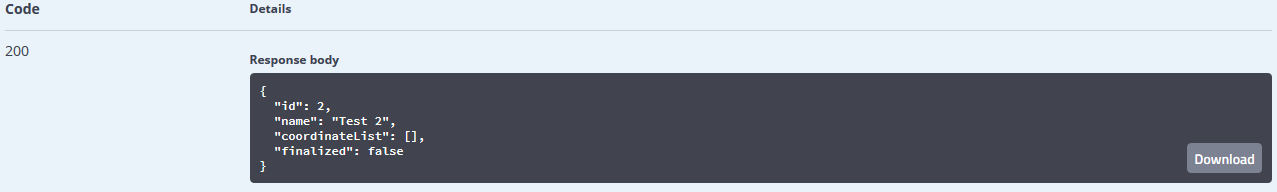 Code Details
200
Response body
{
  "id": 2,
  "name": "Test 2",
  "coordinateList": [],
  "finalized": false
}
Download